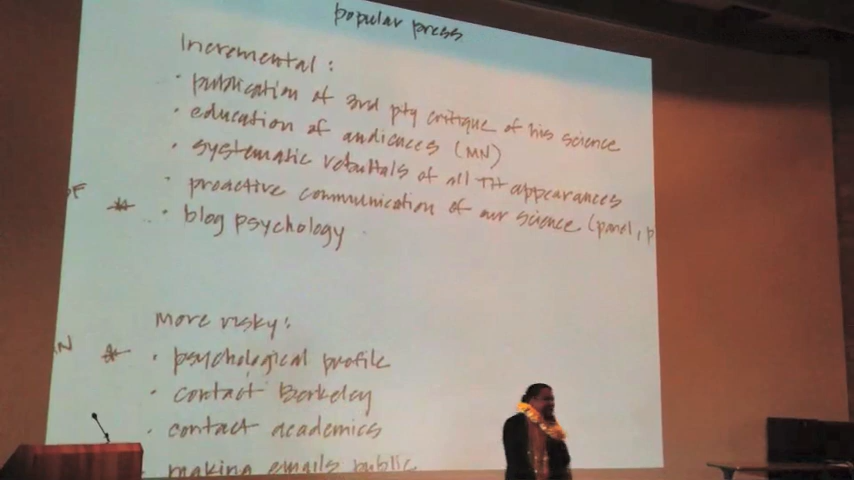 popular press
Incremental:
· publication of 3rd pty critique of his science
· education of audiences (MN)
· systematic rebuttals of all TH appearances
· proactive communication of our science (panel, p
* · blog psychology
More risky:
* · psychological profile
· contact Berkeley
· contact academics
· making emails public